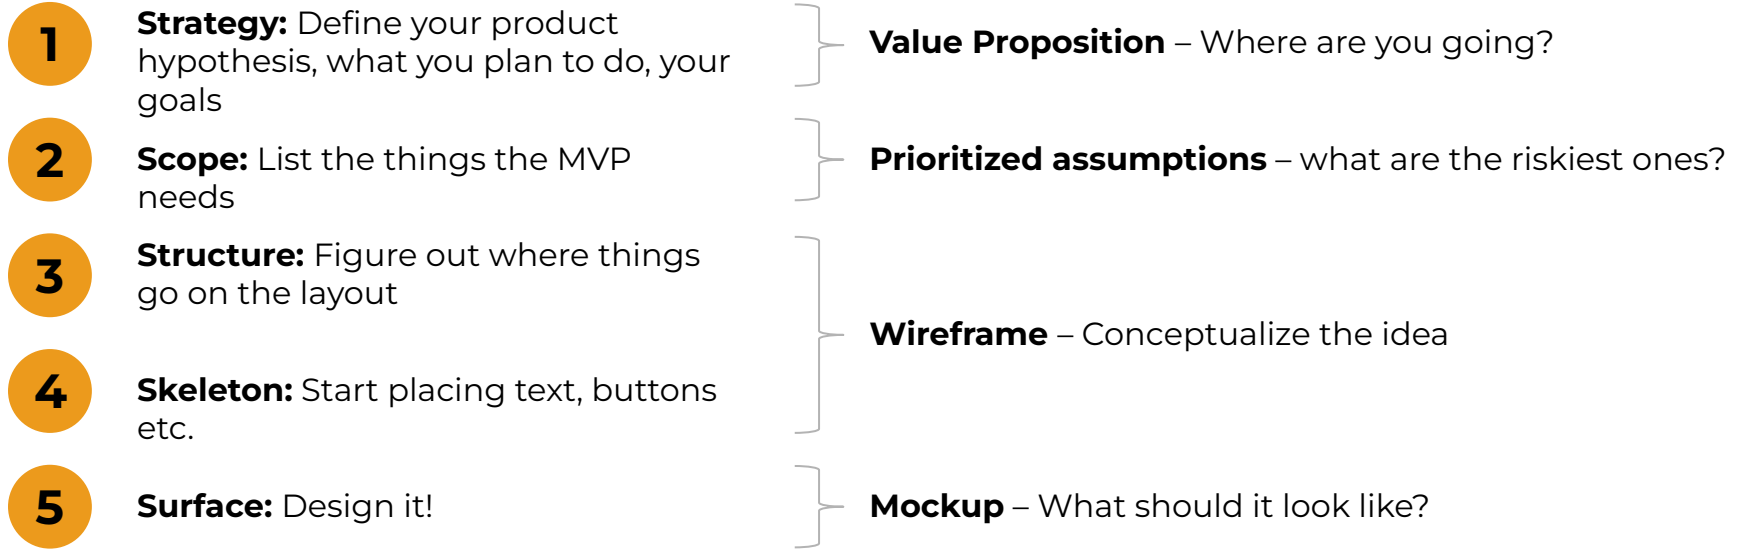 1
Strategy: Define your product
hypothesis, what you plan to do, your
goals
Value Proposition – Where are you going?
2
Scope: List the things the MVP
needs
Prioritized assumptions – what are the riskiest ones?
3
Structure: Figure out where things
go on the layout
4
Skeleton: Start placing text, buttons
etc.
Wireframe – Conceptualize the idea
5
Surface: Design it!
Mockup – What should it look like?